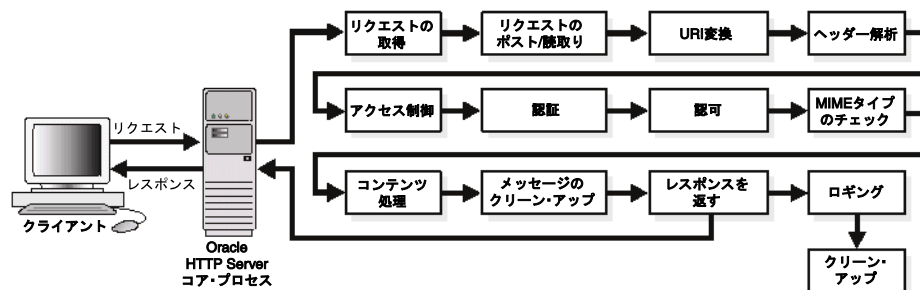 リクエストの
取得
リクエストの
ポスト/読取り
URI変換
ヘッダー解析
アクセス制御
認証
認可
MIMEタイプ
のチェック
リクエスト
レスポンス
クライアント
Oracle
HTTP Server
コア・プロセス
コンテンツ
処理
メッセージの
クリーン・アップ
レスポンスを
返す
ロギング
クリーン・
アップ